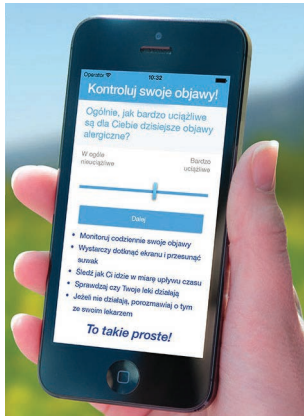 Operator 10:32
Kontroluj swoje objawy!
Ogólnie, jak bardzo uciążliwe
są dla Ciebie dzisiejsze objawy
alergiczne?
W ogóle Bardzo
nieuciążliwe uciążliwe
Dalej
• Monitoruj codziennie swoje objawy
• Wystarczy dotknąć ekranu i przesunąć
suwak
• Śledź jak Ci idzie w miarę upływu czasu
• Sprawdzaj czy Twoje leki działają
• Jeżeli nie działają, porozmawiaj o tym
ze swoim lekarzem
To takie proste!